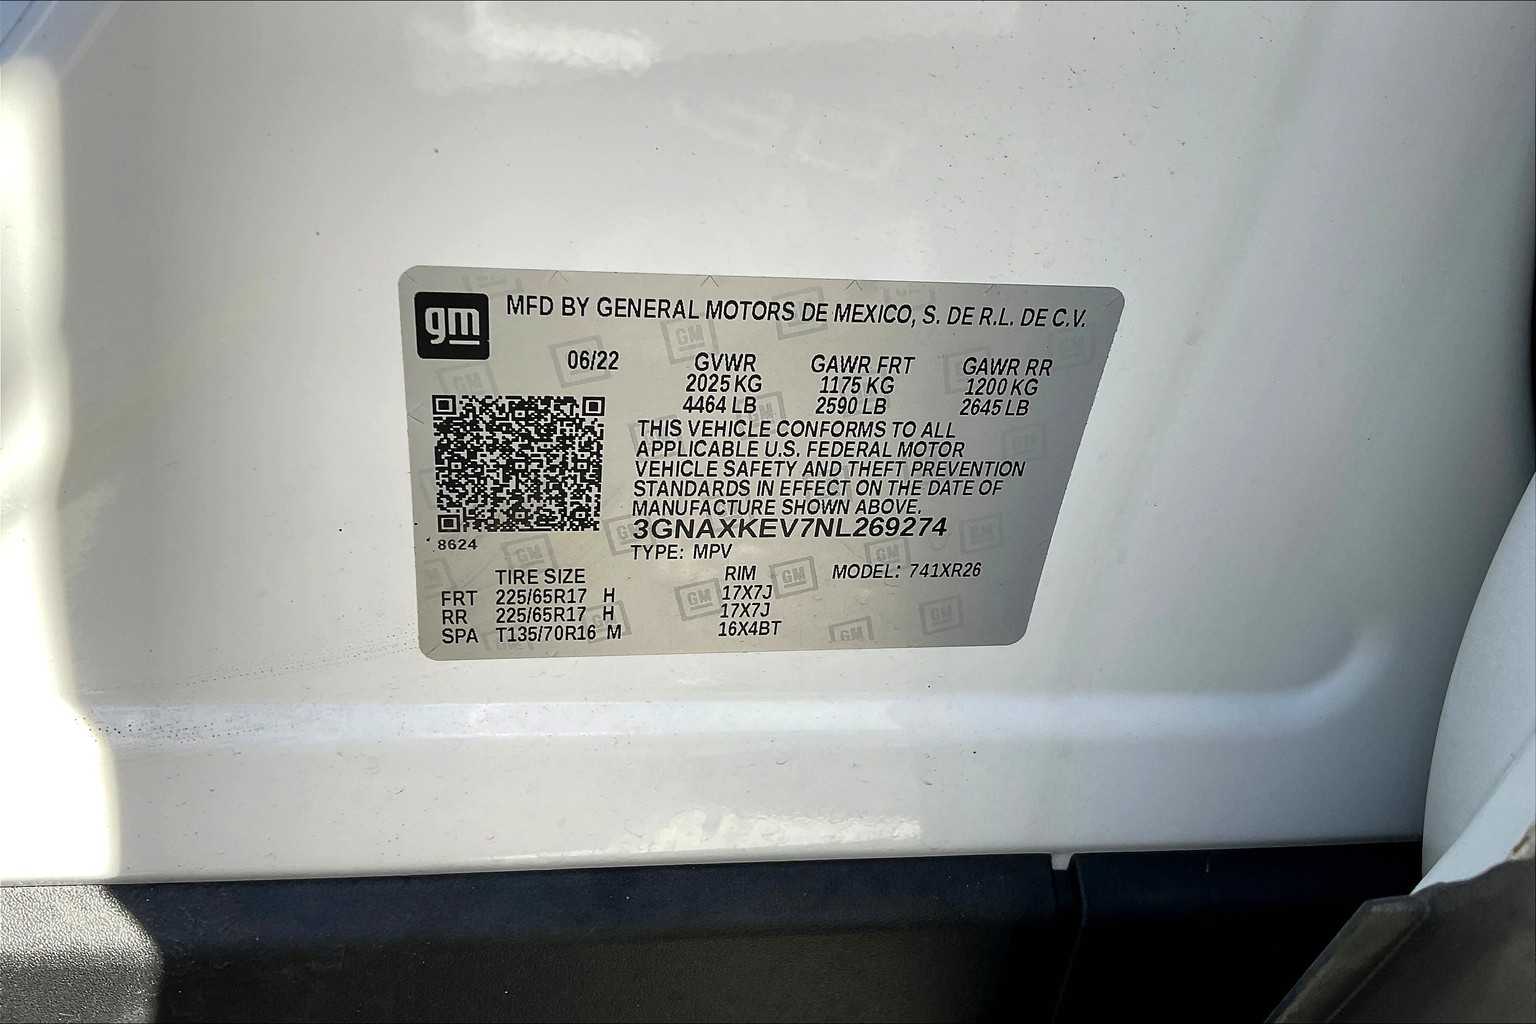 gm MFD BY GENERAL MOTORS DE MEXICO, S. DE R.L. DE C.V.
06/22 GVWR GAWR FRT GAWR RR
2025 KG 1175 KG 1200 KG
4464 LB 2590 LB 2645 LB
THIS VEHICLE CONFORMS TO ALL
APPLICABLE U.S. FEDERAL MOTOR
VEHICLE SAFETY AND THEFT PREVENTION
STANDARDS IN EFFECT ON THE DATE OF
MANUFACTURE SHOWN ABOVE.
3GNAXKEV7NL269274
8624 TYPE: MPV
TIRE SIZE RIM MODEL: 741XR26
FRT 225/65R17 H 17X7J
RR 225/65R17 H 17X7J
SPA T135/70R16 M 16X4BT